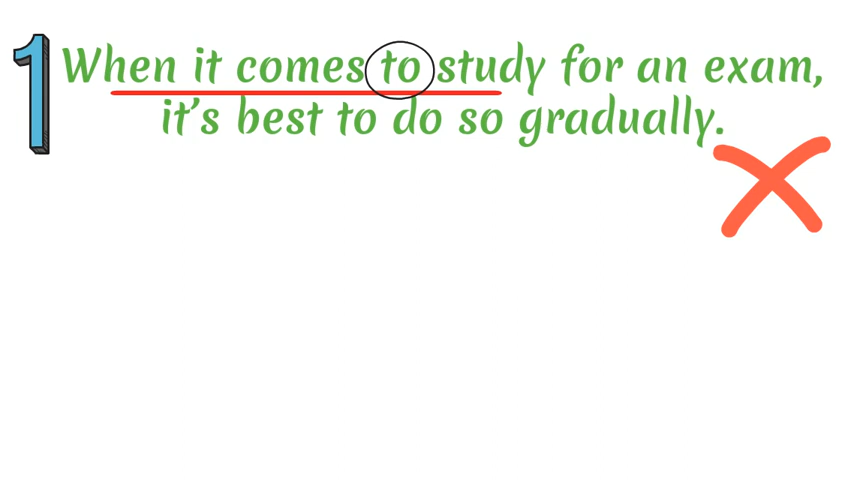 1 When it comes to study for an exam,
it's best to do so gradually.